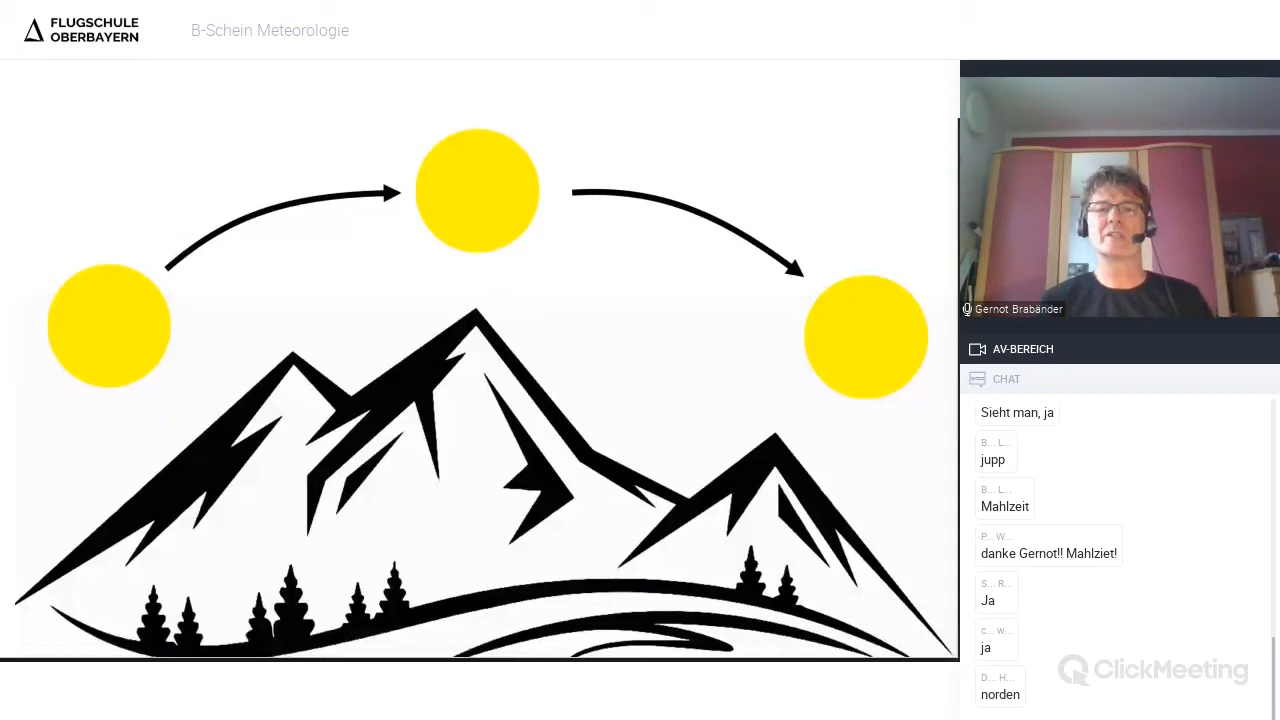 FLUGSCHULE
OBERBAYERN
B-Schein Meteorologie
Gernot Brabänder
AV-BEREICH
CHAT
Sieht man, ja
B... L...
jupp
B... L...
Mahlzeit
P... W...
danke Gernot!! Mahlziet!
S... R...
Ja
c... w...
ja
D... H...
norden
ClickMeeting